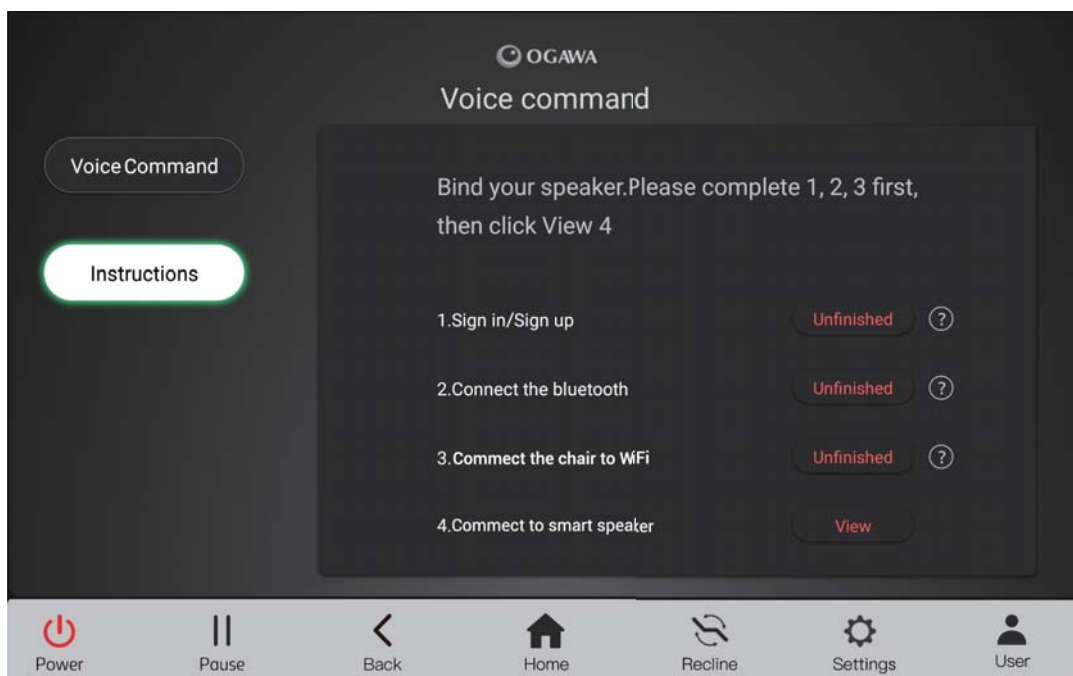 OGAWA
Voice command
Voice Command
Instructions
Bind your speaker.Please complete 1, 2, 3 first,
then click View 4
1.Sign in/Sign up
Unfinished ?
2.Connect the bluetooth
Unfinished ?
3.Commect the chair to WiFi
Unfinished ?
4.Commect to smart speaker
View
Power
Pause
Back
Home
Recline
Settings
User